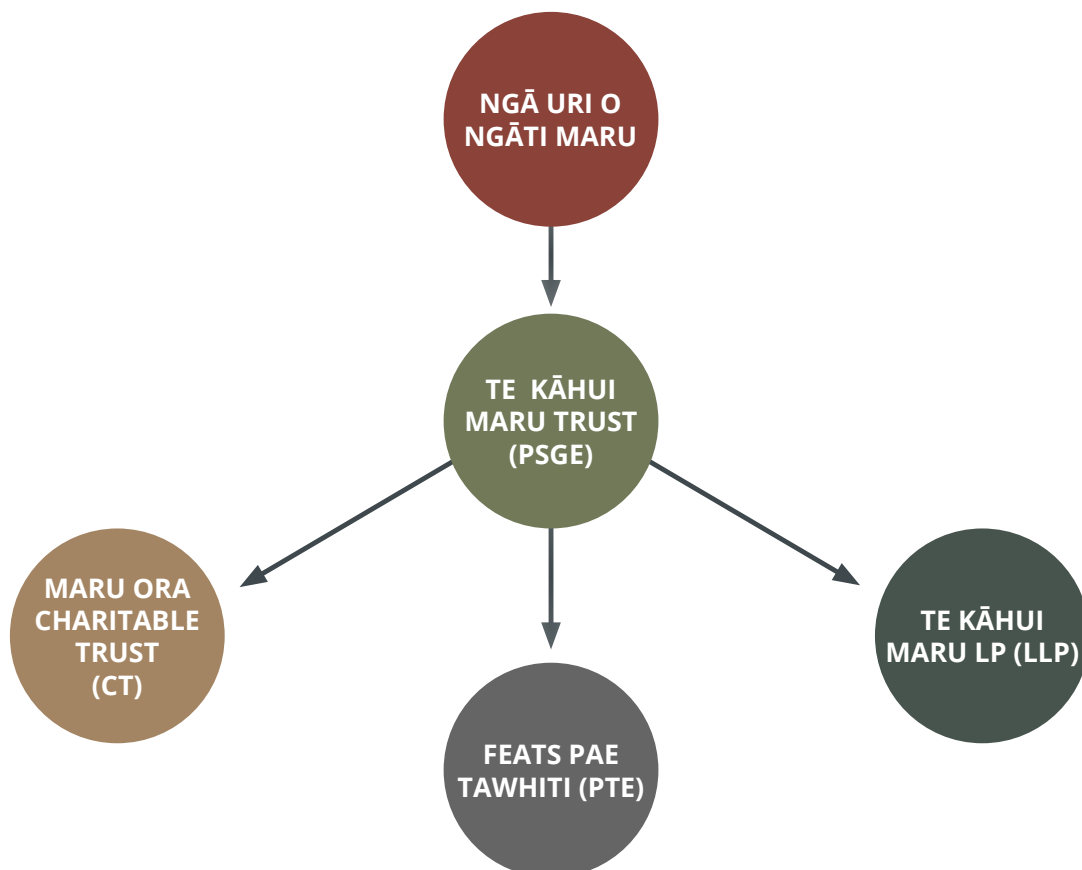 NGĀ URI O
NGĀTI MARU
TE KĀHUI
MARU TRUST
(PSGE)
MARU ORA
CHARITABLE
TRUST
(CT)
TE KĀHUI
MARU LP (LLP)
FEATS PAE
TAWHITI (PTE)